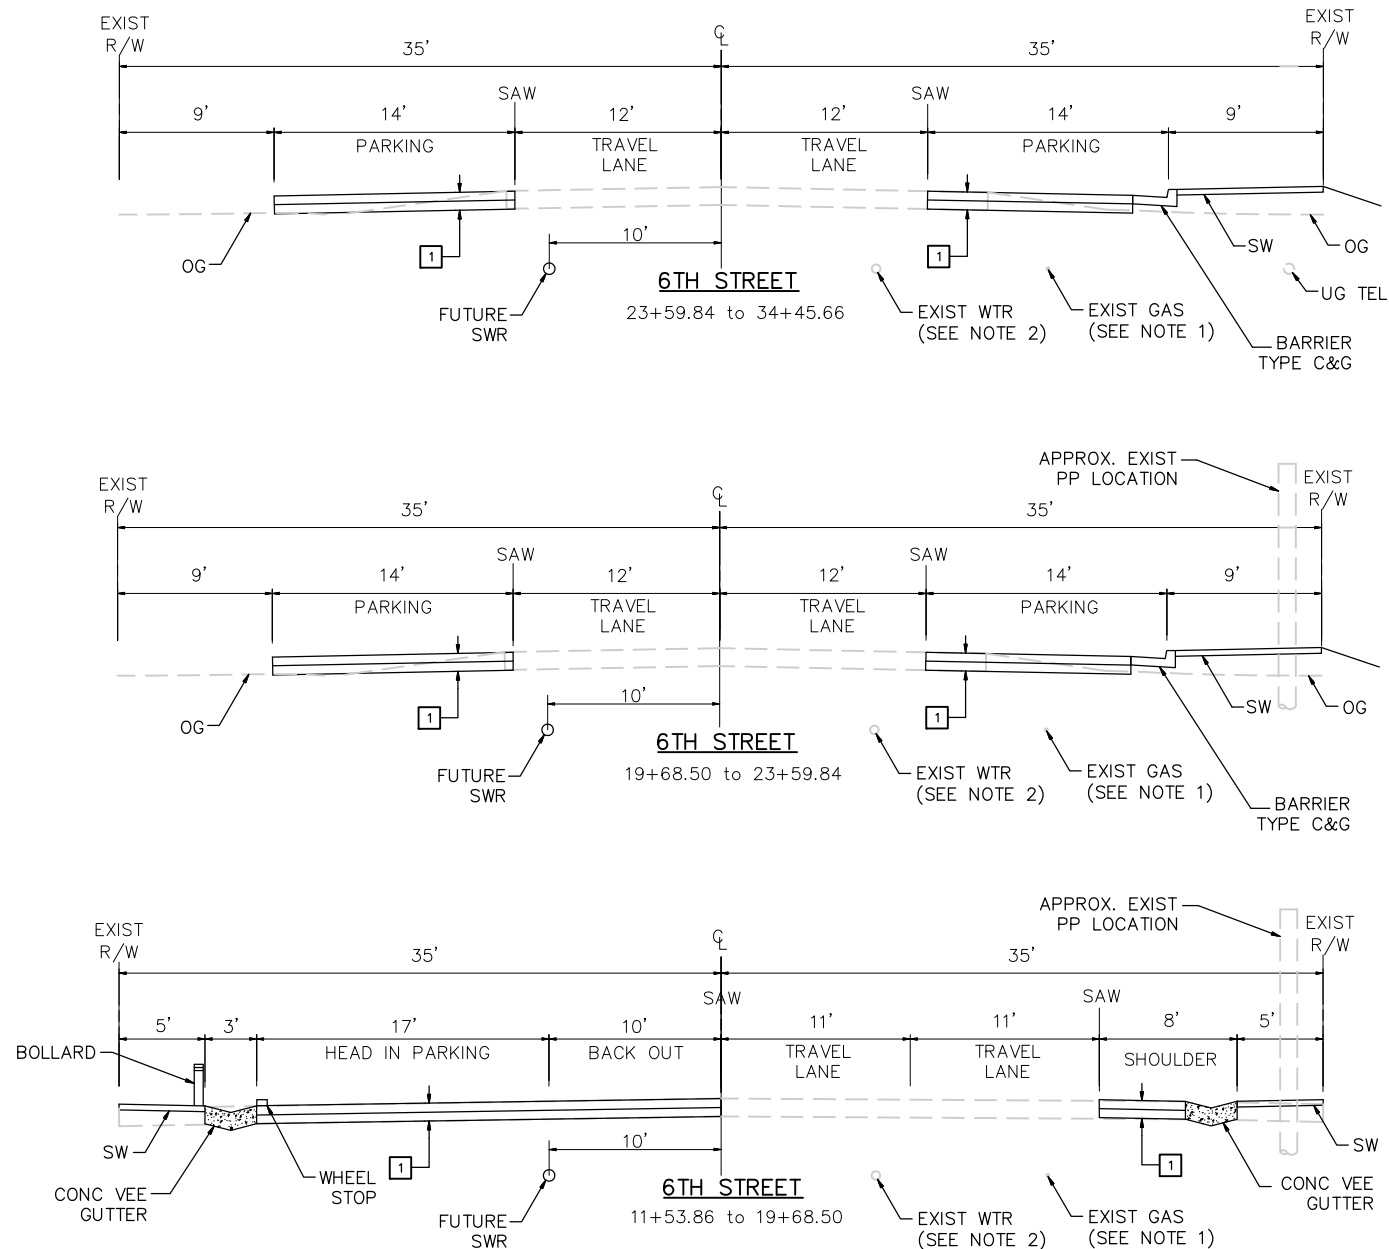 EXIST
R/W
35'
℄
35'
EXIST
R/W
9'
14'
SAW
12'
12'
SAW
14'
9'
PARKING
TRAVEL
LANE
TRAVEL
LANE
PARKING
OG
1
10'
1
SW
OG
FUTURE
SWR
6TH STREET
23+59.84 to 34+45.66
EXIST WTR
(SEE NOTE 2)
EXIST GAS
(SEE NOTE 1)
UG TEL
BARRIER
TYPE C&G
APPROX. EXIST
PP LOCATION
EXIST
R/W
35'
℄
35'
EXIST
R/W
9'
14'
SAW
12'
12'
SAW
14'
9'
PARKING
TRAVEL
LANE
TRAVEL
LANE
PARKING
OG
1
10'
1
SW
OG
FUTURE
SWR
6TH STREET
19+68.50 to 23+59.84
EXIST WTR
(SEE NOTE 2)
EXIST GAS
(SEE NOTE 1)
BARRIER
TYPE C&G
APPROX. EXIST
PP LOCATION
EXIST
R/W
35'
℄
35'
EXIST
R/W
SAW
SAW
5'
3'
17'
10'
11'
11'
8'
5'
BOLLARD
HEAD IN PARKING
BACK OUT
TRAVEL
LANE
TRAVEL
LANE
SHOULDER
SW
CONC VEE
GUTTER
WHEEL
STOP
1
10'
1
SW
CONC VEE
GUTTER
FUTURE
SWR
6TH STREET
11+53.86 to 19+68.50
EXIST WTR
(SEE NOTE 2)
EXIST GAS
(SEE NOTE 1)